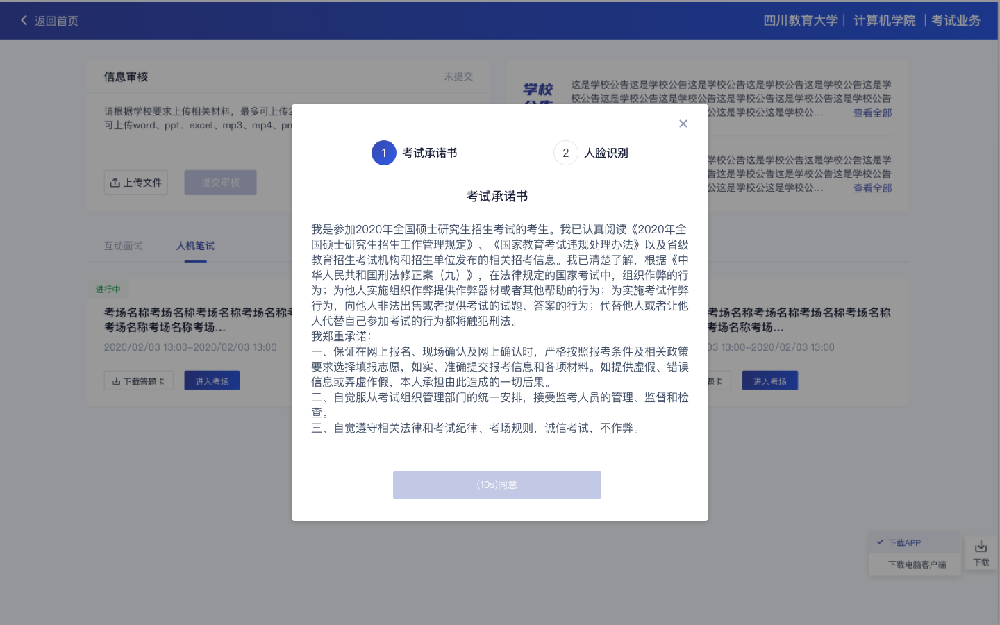 返回首页
四川教育大学 | 计算机学院 | 考试业务
信息审核
未提交
请根据学校要求上传相关材料，最多可上传2
可上传word、ppt、excel、mp3、mp4、pn
上传文件
提交审核
学校
这是学校公告这是学校公告这是学校公告这是学校公告这是学
校公告这是学校公告这是学校公告这是学校公告这是学校公告
公这是学校公这是学校公...
查看全部
学校公告这是学校公告这是学校公告这是学
公告这是学校公告这是学校公告这是学校公告
公这是学校公这是学校公...
查看全部
互动面试
人机笔试
进行中
考场名称考场名称考场名称考场名称考
考场名称考场名称考场...
2020/02/03 13:00-2020/02/03 13:00
下载答题卡
进入考场
名称考场名称考场名称考场名称考场名称
场名称考场...
13:00-2020/02/03 13:00
题卡
进入考场
1 考试承诺书
2 人脸识别
考试承诺书
我是参加2020年全国硕士研究生招生考试的考生。我已认真阅读《2020年全
国硕士研究生招生工作管理规定》、《国家教育考试违规处理办法》以及省级
教育招生考试机构和招生单位发布的相关招考信息。我已清楚了解，根据《中
华人民共和国刑法修正案（九）》，在法律规定的国家考试中，组织作弊的行
为；为他人实施组织作弊提供作弊器材或者其他帮助的行为；为实施考试作弊
行为，向他人非法出售或者提供考试的试题、答案的行为；代替他人或者让他
人代替自己参加考试的行为都将触犯刑法。
我郑重承诺：
一、保证在网上报名、现场确认及网上确认时，严格按照报考条件及相关政策
要求选择填报志愿，如实、准确提交报考信息和各项材料。如提供虚假、错误
信息或弄虚作假，本人承担由此造成的一切后果。
二、自觉服从考试组织管理部门的统一安排，接受监考人员的管理、监督和检
查。
三、自觉遵守相关法律和考试纪律、考场规则，诚信考试，不作弊。
(10s)同意
下载APP
下载电脑客户端
下载